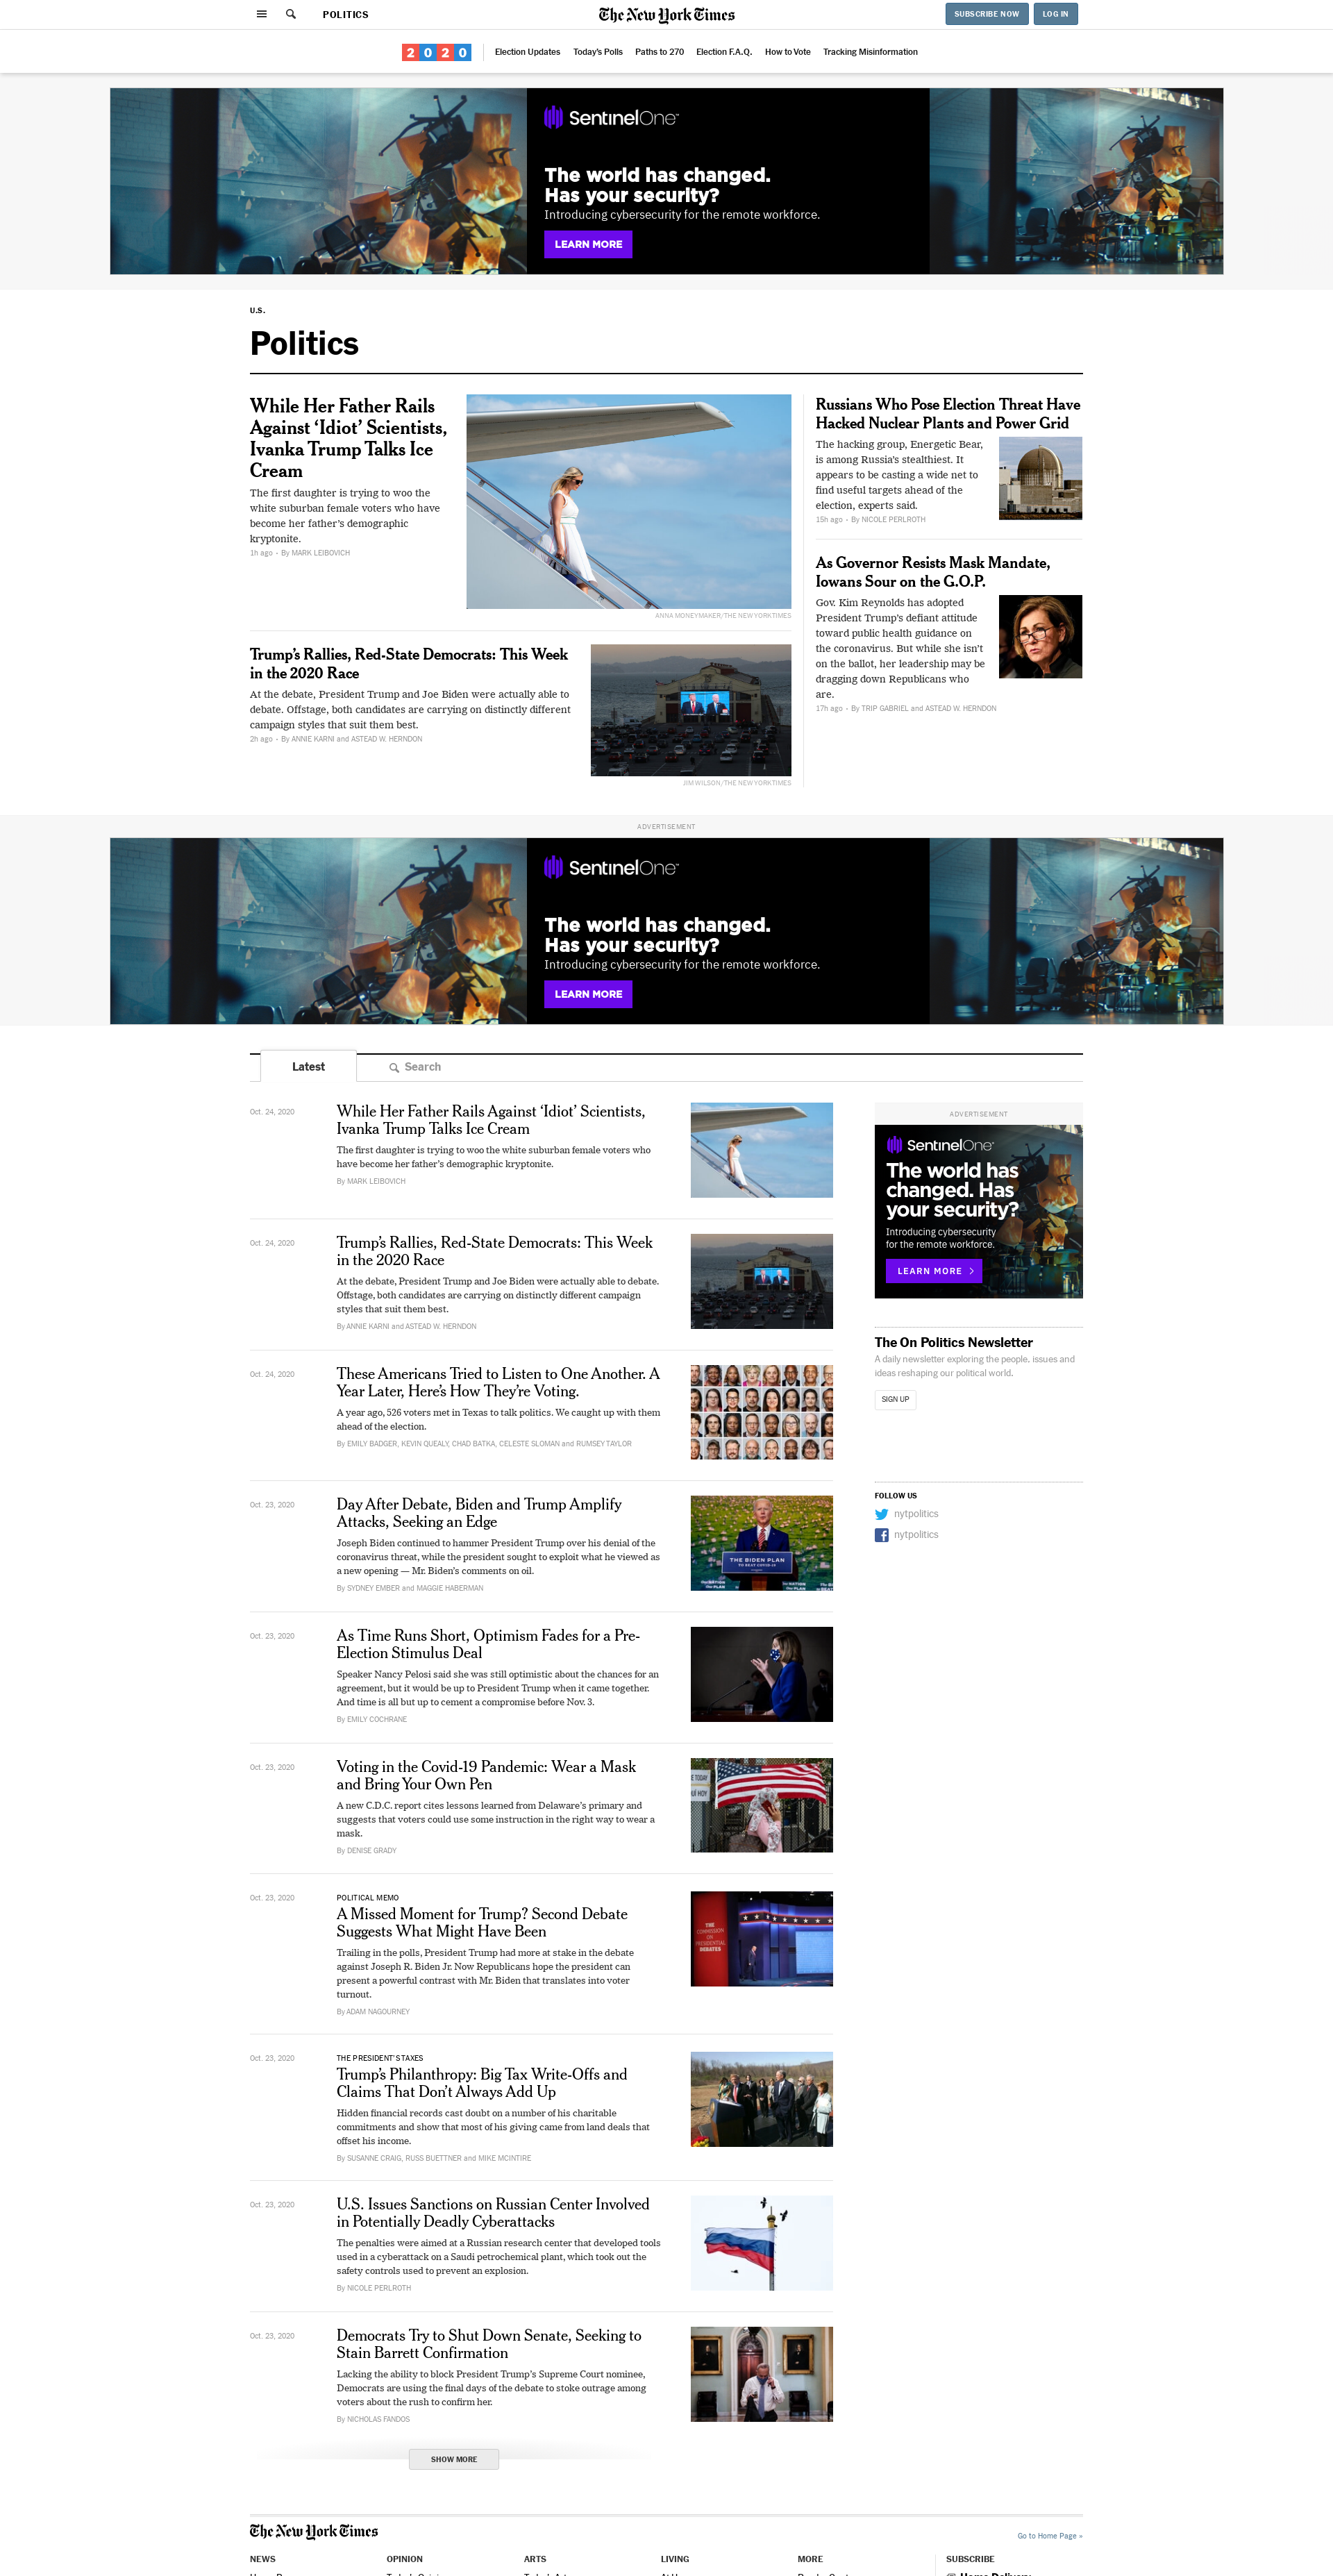 POLITICS
The New York Times
SUBSCRIBE NOW
LOG IN
2020
Election Updates
Today's Polls
Paths to 270
Election F.A.Q.
How to Vote
Tracking Misinformation
SentinelOne™
The world has changed.
Has your security?
Introducing cybersecurity for the remote workforce.
LEARN MORE
U.S.
Politics
While Her Father Rails
Against ‘Idiot’ Scientists,
Ivanka Trump Talks Ice
Cream
The first daughter is trying to woo the
white suburban female voters who have
become her father’s demographic
kryptonite.
1h ago • By MARK LEIBOVICH
ANNA MONEYMAKER/THE NEW YORK TIMES
Trump’s Rallies, Red-State Democrats: This Week
in the 2020 Race
At the debate, President Trump and Joe Biden were actually able to
debate. Offstage, both candidates are carrying on distinctly different
campaign styles that suit them best.
2h ago • By ANNIE KARNI and ASTEAD W. HERNDON
JIM WILSON/THE NEW YORK TIMES
Russians Who Pose Election Threat Have
Hacked Nuclear Plants and Power Grid
The hacking group, Energetic Bear,
is among Russia’s stealthiest. It
appears to be casting a wide net to
find useful targets ahead of the
election, experts said.
15h ago • By NICOLE PERLROTH
As Governor Resists Mask Mandate,
Iowans Sour on the G.O.P.
Gov. Kim Reynolds has adopted
President Trump’s defiant attitude
toward public health guidance on
the coronavirus. But while she isn’t
on the ballot, her leadership may be
dragging down Republicans who
are.
17h ago • By TRIP GABRIEL and ASTEAD W. HERNDON
ADVERTISEMENT
SentinelOne™
The world has changed.
Has your security?
Introducing cybersecurity for the remote workforce.
LEARN MORE
Latest
Search
Oct. 24, 2020
While Her Father Rails Against ‘Idiot’ Scientists,
Ivanka Trump Talks Ice Cream
The first daughter is trying to woo the white suburban female voters who
have become her father’s demographic kryptonite.
By MARK LEIBOVICH
Oct. 24, 2020
Trump’s Rallies, Red-State Democrats: This Week
in the 2020 Race
At the debate, President Trump and Joe Biden were actually able to debate.
Offstage, both candidates are carrying on distinctly different campaign
styles that suit them best.
By ANNIE KARNI and ASTEAD W. HERNDON
Oct. 24, 2020
These Americans Tried to Listen to One Another. A
Year Later, Here’s How They’re Voting.
A year ago, 526 voters met in Texas to talk politics. We caught up with them
ahead of the election.
By EMILY BADGER, KEVIN QUEALY, CHAD BATKA, CELESTE SLOMAN and RUMSEY TAYLOR
Oct. 23, 2020
Day After Debate, Biden and Trump Amplify
Attacks, Seeking an Edge
Joseph Biden continued to hammer President Trump over his denial of the
coronavirus threat, while the president sought to exploit what he viewed as
a new opening — Mr. Biden’s comments on oil.
By SYDNEY EMBER and MAGGIE HABERMAN
THE BIDEN PLAN
TO BEAT COVID-19
Oct. 23, 2020
As Time Runs Short, Optimism Fades for a Pre-
Election Stimulus Deal
Speaker Nancy Pelosi said she was still optimistic about the chances for an
agreement, but it would be up to President Trump when it came together.
And time is all but up to cement a compromise before Nov. 3.
By EMILY COCHRANE
Oct. 23, 2020
Voting in the Covid-19 Pandemic: Wear a Mask
and Bring Your Own Pen
A new C.D.C. report cites lessons learned from Delaware’s primary and
suggests that voters could use some instruction in the right way to wear a
mask.
By DENISE GRADY
Oct. 23, 2020
POLITICAL MEMO
A Missed Moment for Trump? Second Debate
Suggests What Might Have Been
Trailing in the polls, President Trump had more at stake in the debate
against Joseph R. Biden Jr. Now Republicans hope the president can
present a powerful contrast with Mr. Biden that translates into voter
turnout.
By ADAM NAGOURNEY
THE
COMMISSION ON
PRESIDENTIAL
DEBATES
Oct. 23, 2020
THE PRESIDENT’S TAXES
Trump’s Philanthropy: Big Tax Write-Offs and
Claims That Don’t Always Add Up
Hidden financial records cast doubt on a number of his charitable
commitments and show that most of his giving came from land deals that
offset his income.
By SUSANNE CRAIG, RUSS BUETTNER and MIKE MCINTIRE
Oct. 23, 2020
U.S. Issues Sanctions on Russian Center Involved
in Potentially Deadly Cyberattacks
The penalties were aimed at a Russian research center that developed tools
used in a cyberattack on a Saudi petrochemical plant, which took out the
safety controls used to prevent an explosion.
By NICOLE PERLROTH
Oct. 23, 2020
Democrats Try to Shut Down Senate, Seeking to
Stain Barrett Confirmation
Lacking the ability to block President Trump’s Supreme Court nominee,
Democrats are using the final days of the debate to stoke outrage among
voters about the rush to confirm her.
By NICHOLAS FANDOS
SHOW MORE
ADVERTISEMENT
SentinelOne™
The world has
changed. Has
your security?
Introducing cybersecurity
for the remote workforce.
LEARN MORE
The On Politics Newsletter
A daily newsletter exploring the people, issues and
ideas reshaping our political world.
SIGN UP
FOLLOW US
nytpolitics
nytpolitics
The New York Times
Go to Home Page »
NEWS
OPINION
ARTS
LIVING
MORE
SUBSCRIBE